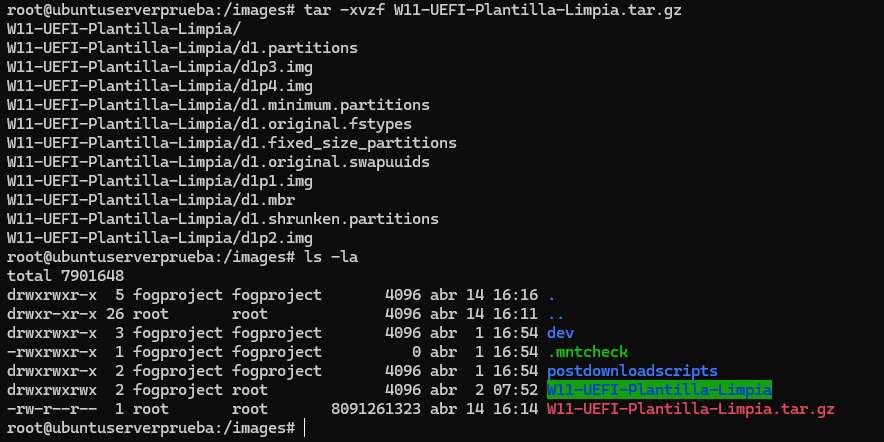 root@ubuntuserverprueba:/images# tar -xvzf W11-UEFI-Plantilla-Limpia.tar.gz
W11-UEFI-Plantilla-Limpia/
W11-UEFI-Plantilla-Limpia/d1.partitions
W11-UEFI-Plantilla-Limpia/d1p3.img
W11-UEFI-Plantilla-Limpia/d1p4.img
W11-UEFI-Plantilla-Limpia/d1.minimum.partitions
W11-UEFI-Plantilla-Limpia/d1.original.fstypes
W11-UEFI-Plantilla-Limpia/d1.fixed_size_partitions
W11-UEFI-Plantilla-Limpia/d1.original.swapuuids
W11-UEFI-Plantilla-Limpia/d1p1.img
W11-UEFI-Plantilla-Limpia/d1.mbr
W11-UEFI-Plantilla-Limpia/d1.shrunken.partitions
W11-UEFI-Plantilla-Limpia/d1p2.img
root@ubuntuserverprueba:/images# ls -la
total 7901648
drwxrwxr-x  5 fogproject fogproject       4096 abr 14 16:16 .
drwxr-xr-x 26 root       root             4096 abr 14 16:11 ..
drwxrwxr-x  3 fogproject fogproject       4096 abr  1 16:54 dev
-rwxrwxr-x  1 fogproject fogproject          0 abr  1 16:54 .mntcheck
drwxrwxr-x  2 fogproject fogproject       4096 abr  1 16:54 postdownloadscripts
drwxrwxrwx  2 fogproject root             4096 abr  2 07:52 W11-UEFI-Plantilla-Limpia
-rw-r--r--  1 root       root       8091261323 abr 14 16:14 W11-UEFI-Plantilla-Limpia.tar.gz
root@ubuntuserverprueba:/images#